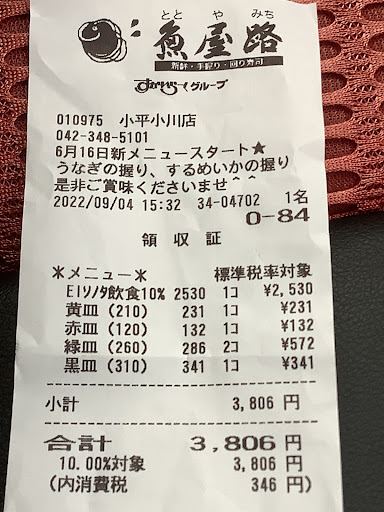 とと や みち
魚屋路
新鮮・手握り・回り寿司
すかいらーくグループ
010975 小平小川店
042-348-5101
6月16日新メニュースタート★
うなぎの握り、するめいかの握り
是非ご賞味くださいませ＾＾
2022/09/04 15:32 34-04702 1名
0-84
領 収 証
＊メニュー＊ 標準税率対象
EIソノタ飲食10% 2530 1コ ¥2,530
黄皿（210） 231 1コ ¥231
赤皿（120） 132 1コ ¥132
緑皿（260） 286 2コ ¥572
黒皿（310） 341 1コ ¥341
小計 3,806 円
合計 3,806 円
10.00%対象 3,806 円
(内消費税 346 円)